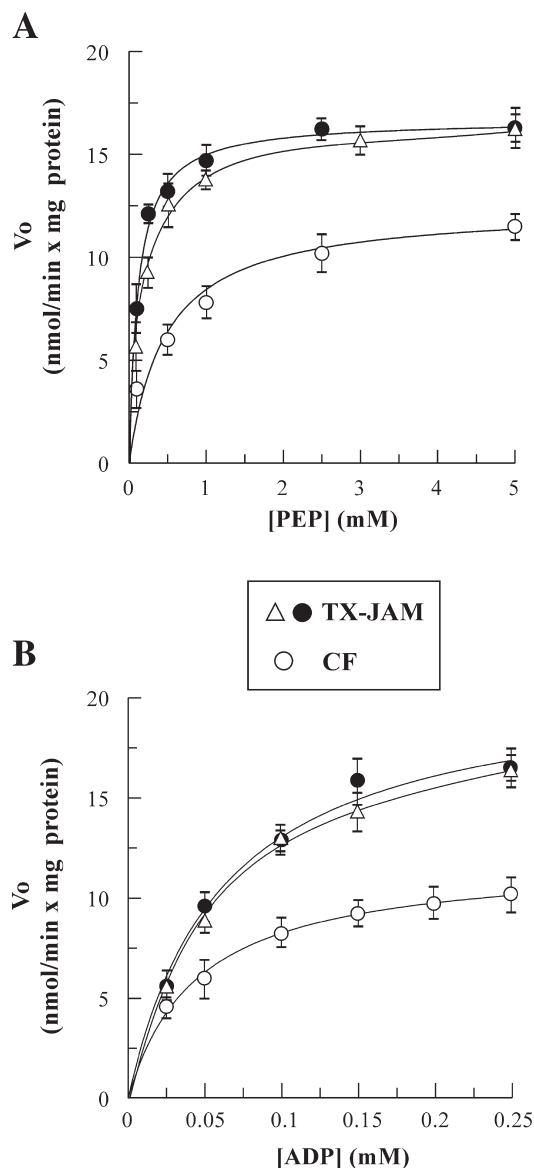 A
20
15
10
5
0
Vo
(nmol/min x mg protein)
0 1 2 3 4 5
[PEP] (mM)
TX-JAM
CF
B
20
15
10
5
0
Vo
(nmol/min x mg protein)
0 0.05 0.1 0.15 0.2 0.25
[ADP] (mM)